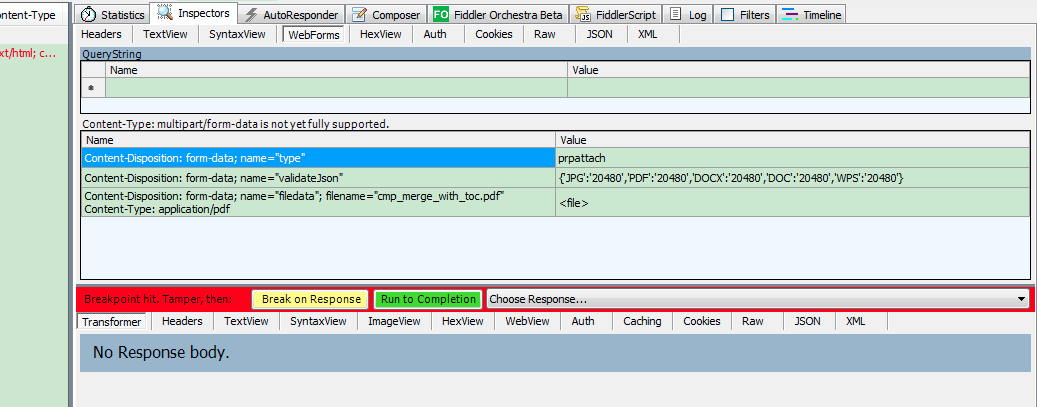 ontent-Type
Statistics Inspectors AutoResponder Composer FO Fiddler Orchestra Beta FiddlerScript Log Filters Timeline
Headers TextView SyntaxView WebForms HexView Auth Cookies Raw JSON XML
xt/html; c...
QueryString
Name Value
*
Content-Type: multipart/form-data is not yet fully supported.
Name Value
Content-Disposition: form-data; name="type" prpattach
Content-Disposition: form-data; name="validateJson" {'JPG':'20480','PDF':'20480','DOCX':'20480','DOC':'20480','WPS':'20480'}
Content-Disposition: form-data; name="filedata"; filename="cmp_merge_with_toc.pdf"
Content-Type: application/pdf <file>
Breakpoint hit. Tamper, then: Break on Response Run to Completion Choose Response...
Transformer Headers TextView SyntaxView ImageView HexView WebView Auth Caching Cookies Raw JSON XML
No Response body.